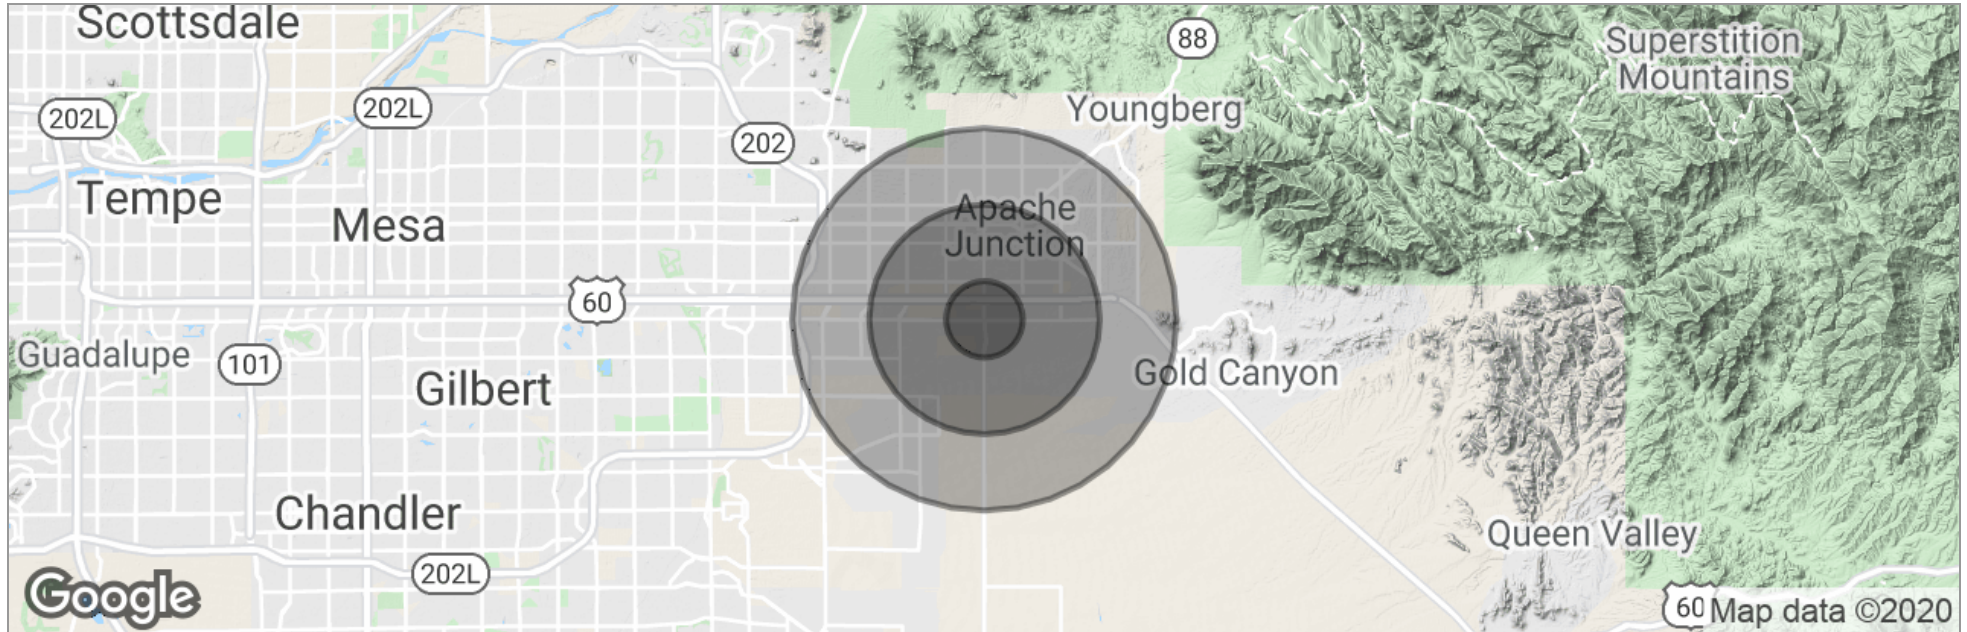 Scottsdale
88
Superstition
Mountains
202L
202L
Youngberg
202
Tempe
Mesa
Apache
Junction
60
Guadalupe
101
Gold Canyon
Gilbert
Chandler
Queen Valley
202L
Google
60
Map data ©2020